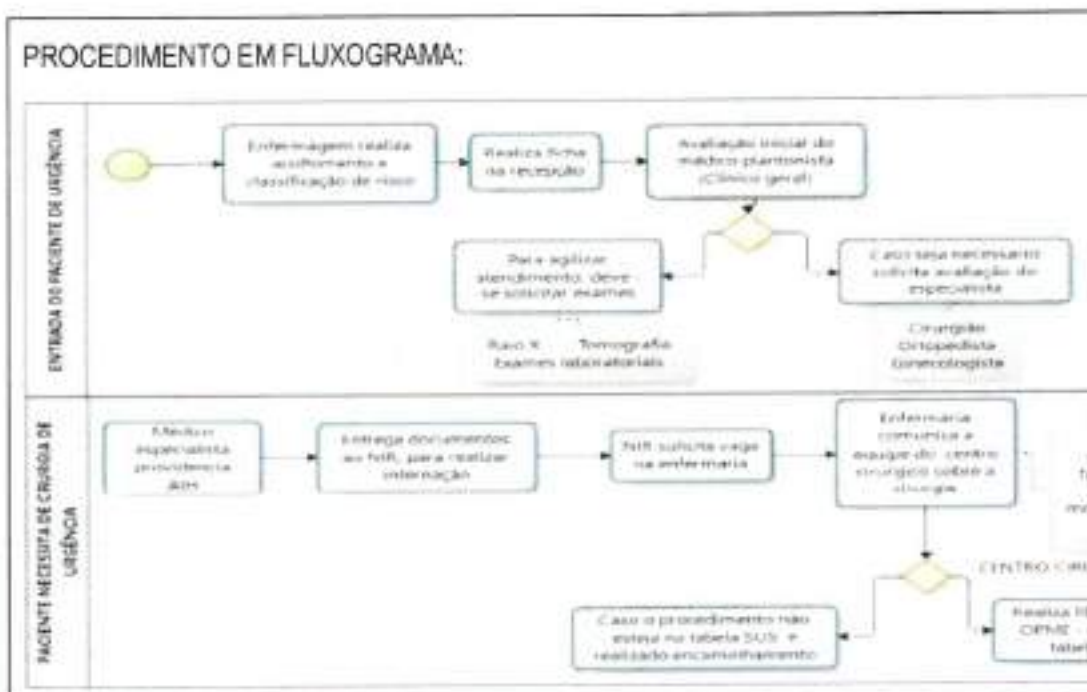 PROCEDIMENTO EM FLUXOGRAMA:
ENTRADA DO PACIENTE DE URGÊNCIA
Enfermagem realiza
acolhimento e
classificação de risco
Realiza ficha
na recepção
Avaliação inicial do
médico plantonista
(Clínico geral)
Para agilizar
atendimento, deve-
se solicitar exames
Raio X Tomografia
Exames laboratoriais
Caso seja necessário
solicita avaliação do
especialista
Cirurgião
Ortopedista
Ginecologista
PACIENTE NECESSITA DE CIRURGIA DE
URGÊNCIA
Médico
especialista
providencia
AIH
Entrega documentos
ao NIR, para realizar
internação
NIR solicita vaga
na enfermaria
Enfermaria
comunica a
equipe do centro
cirúrgico sobre a
cirurgia
CENTRO
Caso o procedimento não
esteja na tabela SUS é
realizado encaminhamento
Realiza
OPME -